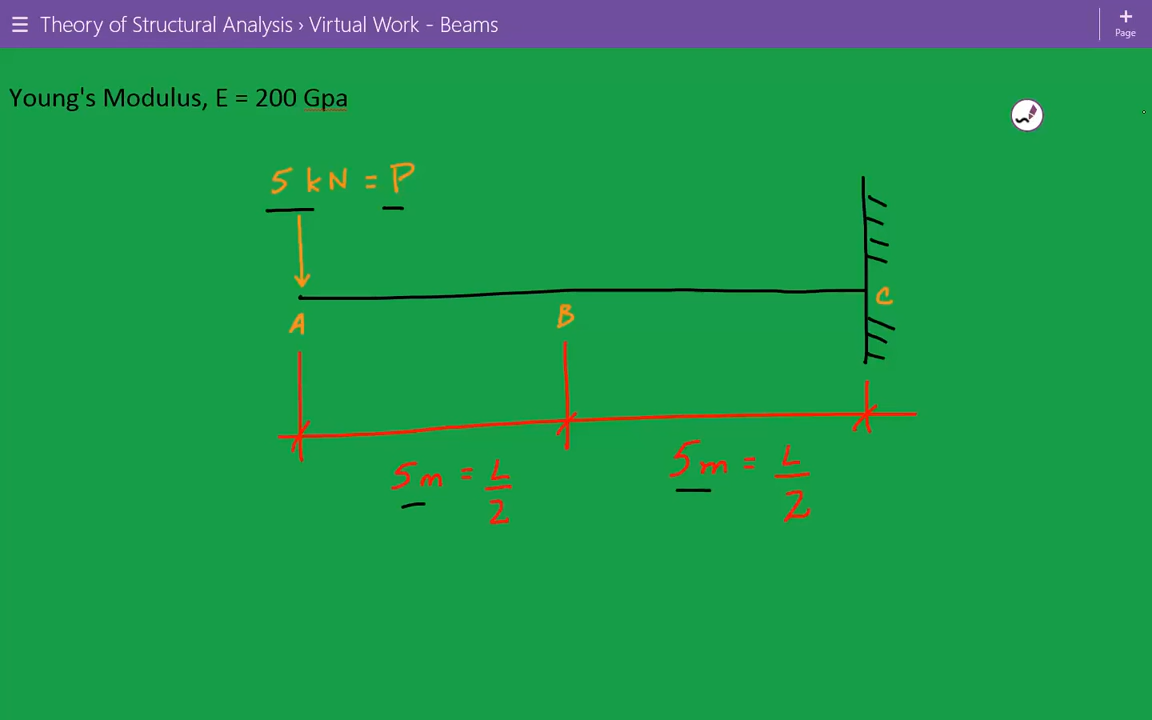 Theory of Structural Analysis › Virtual Work - Beams
+
Page
Young's Modulus, E = 200 Gpa
5 kN = P
A
B
C
5m = L/2
5m = L/2